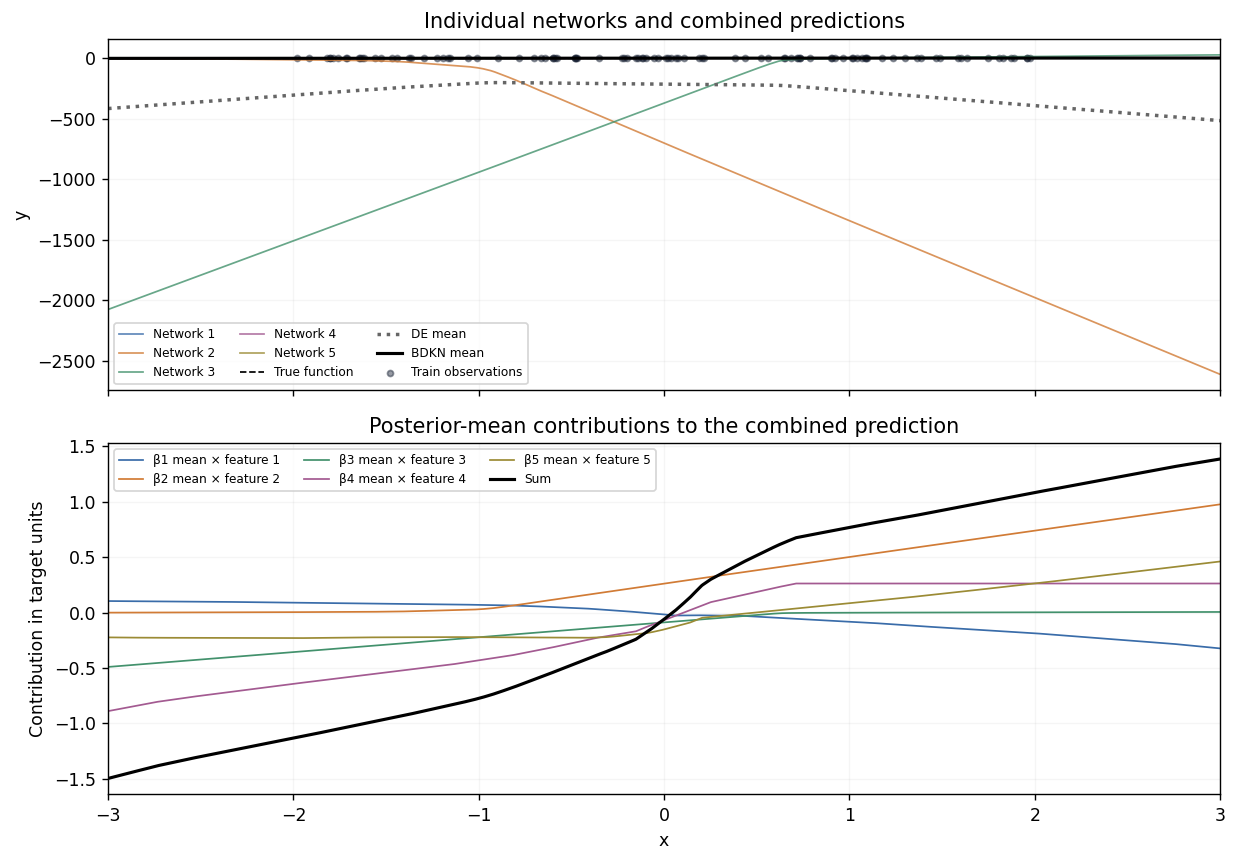 Individual networks and combined predictions
0
−500
−1000
−1500
−2000
−2500
y
Network 1
Network 2
Network 3
Network 4
Network 5
True function
DE mean
BDKN mean
Train observations
Posterior-mean contributions to the combined prediction
1.5
1.0
0.5
0.0
−0.5
−1.0
−1.5
Contribution in target units
β1 mean × feature 1
β2 mean × feature 2
β3 mean × feature 3
β4 mean × feature 4
β5 mean × feature 5
Sum
−3
−2
−1
0
1
2
3
x